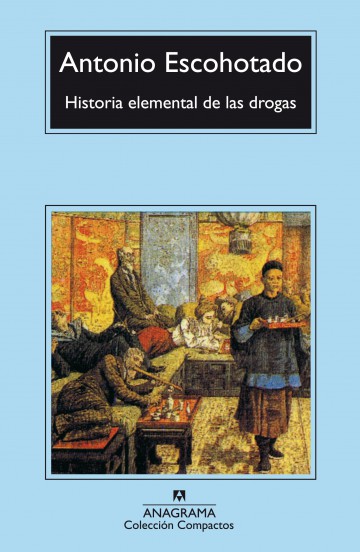 Antonio Escohotado
Historia elemental de las drogas
ANAGRAMA
Colección Compactos